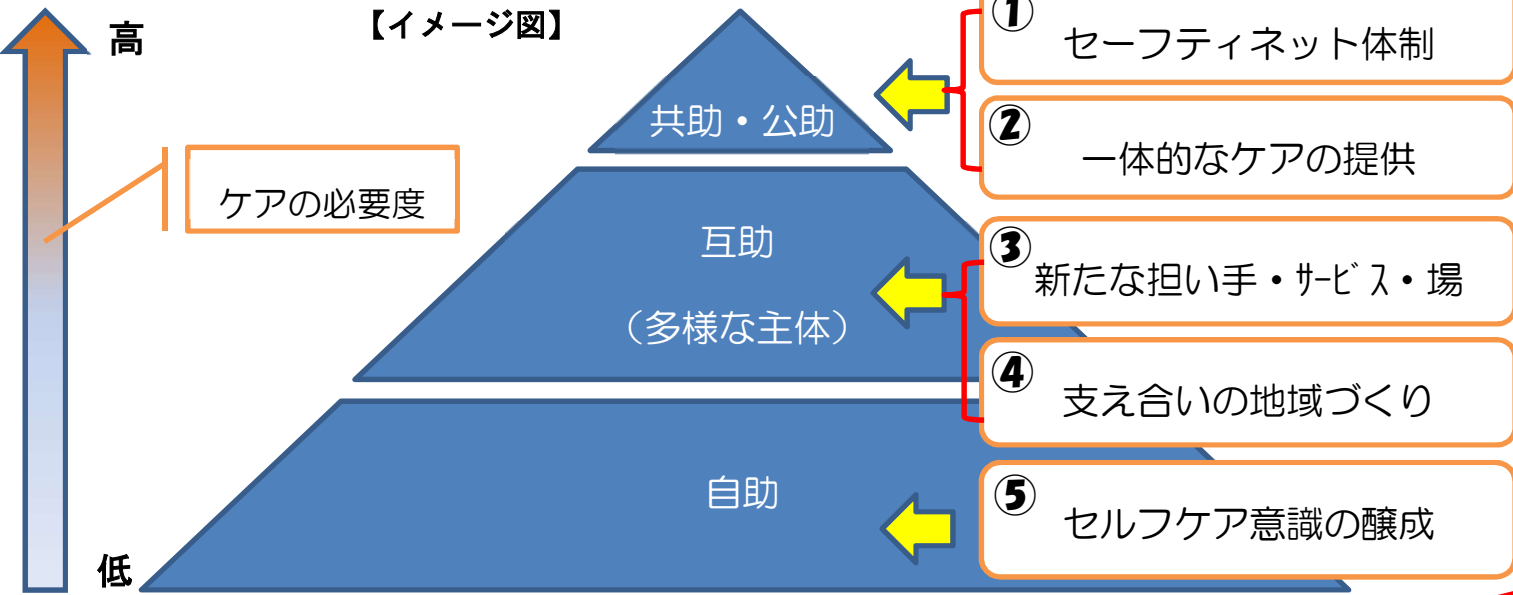 高
【イメージ図】
ケアの必要度
低
共助・公助
互助
（多様な主体）
自助
①
セーフティネット体制
②
一体的なケアの提供
③
新たな担い手・ｻｰﾋﾞｽ・場
④
支え合いの地域づくり
⑤
セルフケア意識の醸成